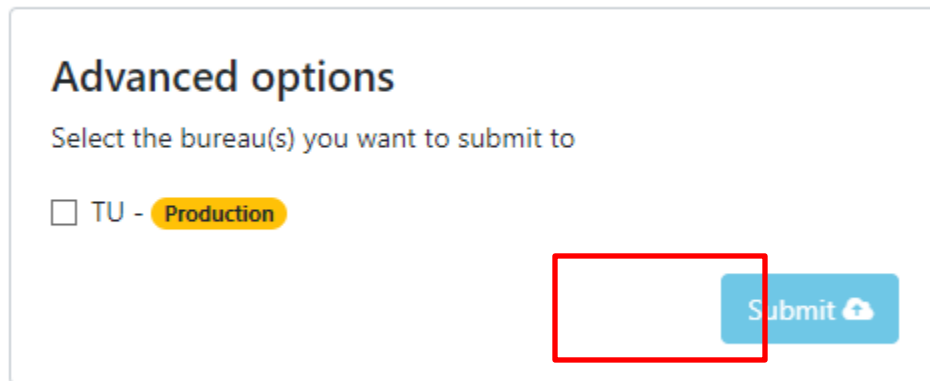 Advanced options
Select the bureau(s) you want to submit to
TU - Production
Submit